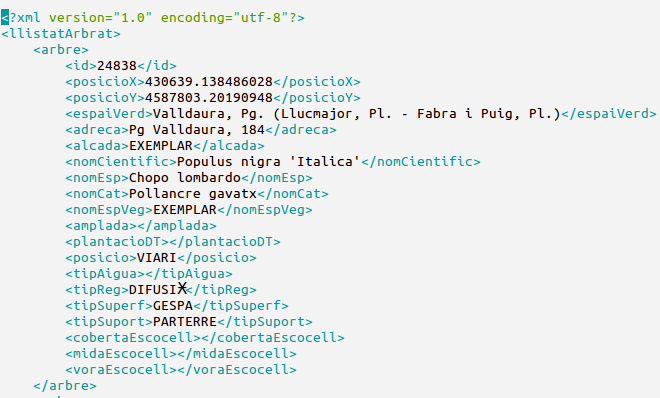 <?xml version="1.0" encoding="utf-8"?>
<llistatArbrat>
<arbre>
<id>24838</id>
<posicioX>430639.138486028</posicioX>
<posicioY>4587803.20190948</posicioY>
<espaiVerd>Valldaura, Pg. (Llucmajor, Pl. - Fabra i Puig, Pl.)</espaiVerd>
<adreca>Pg Valldaura, 184</adreca>
<alcada>EXEMPLAR</alcada>
<nomCientific>Populus nigra 'Italica'</nomCientific>
<nomEsp>Chopo lombardo</nomEsp>
<nomCat>Pollancre gavatx</nomCat>
<nomEspVeg>EXEMPLAR</nomEspVeg>
<amplada></amplada>
<plantacioDT></plantacioDT>
<posicio>VIARI</posicio>
<tipAigua></tipAigua>
<tipReg></tipReg>
<tipSuperf>GESPA</tipSuperf>
<tipSuport>PARTERRE</tipSuport>
<cobertaEscocell></cobertaEscocell>
<midaEscocell></midaEscocell>
<voraEscocell></voraEscocell>
</arbre>